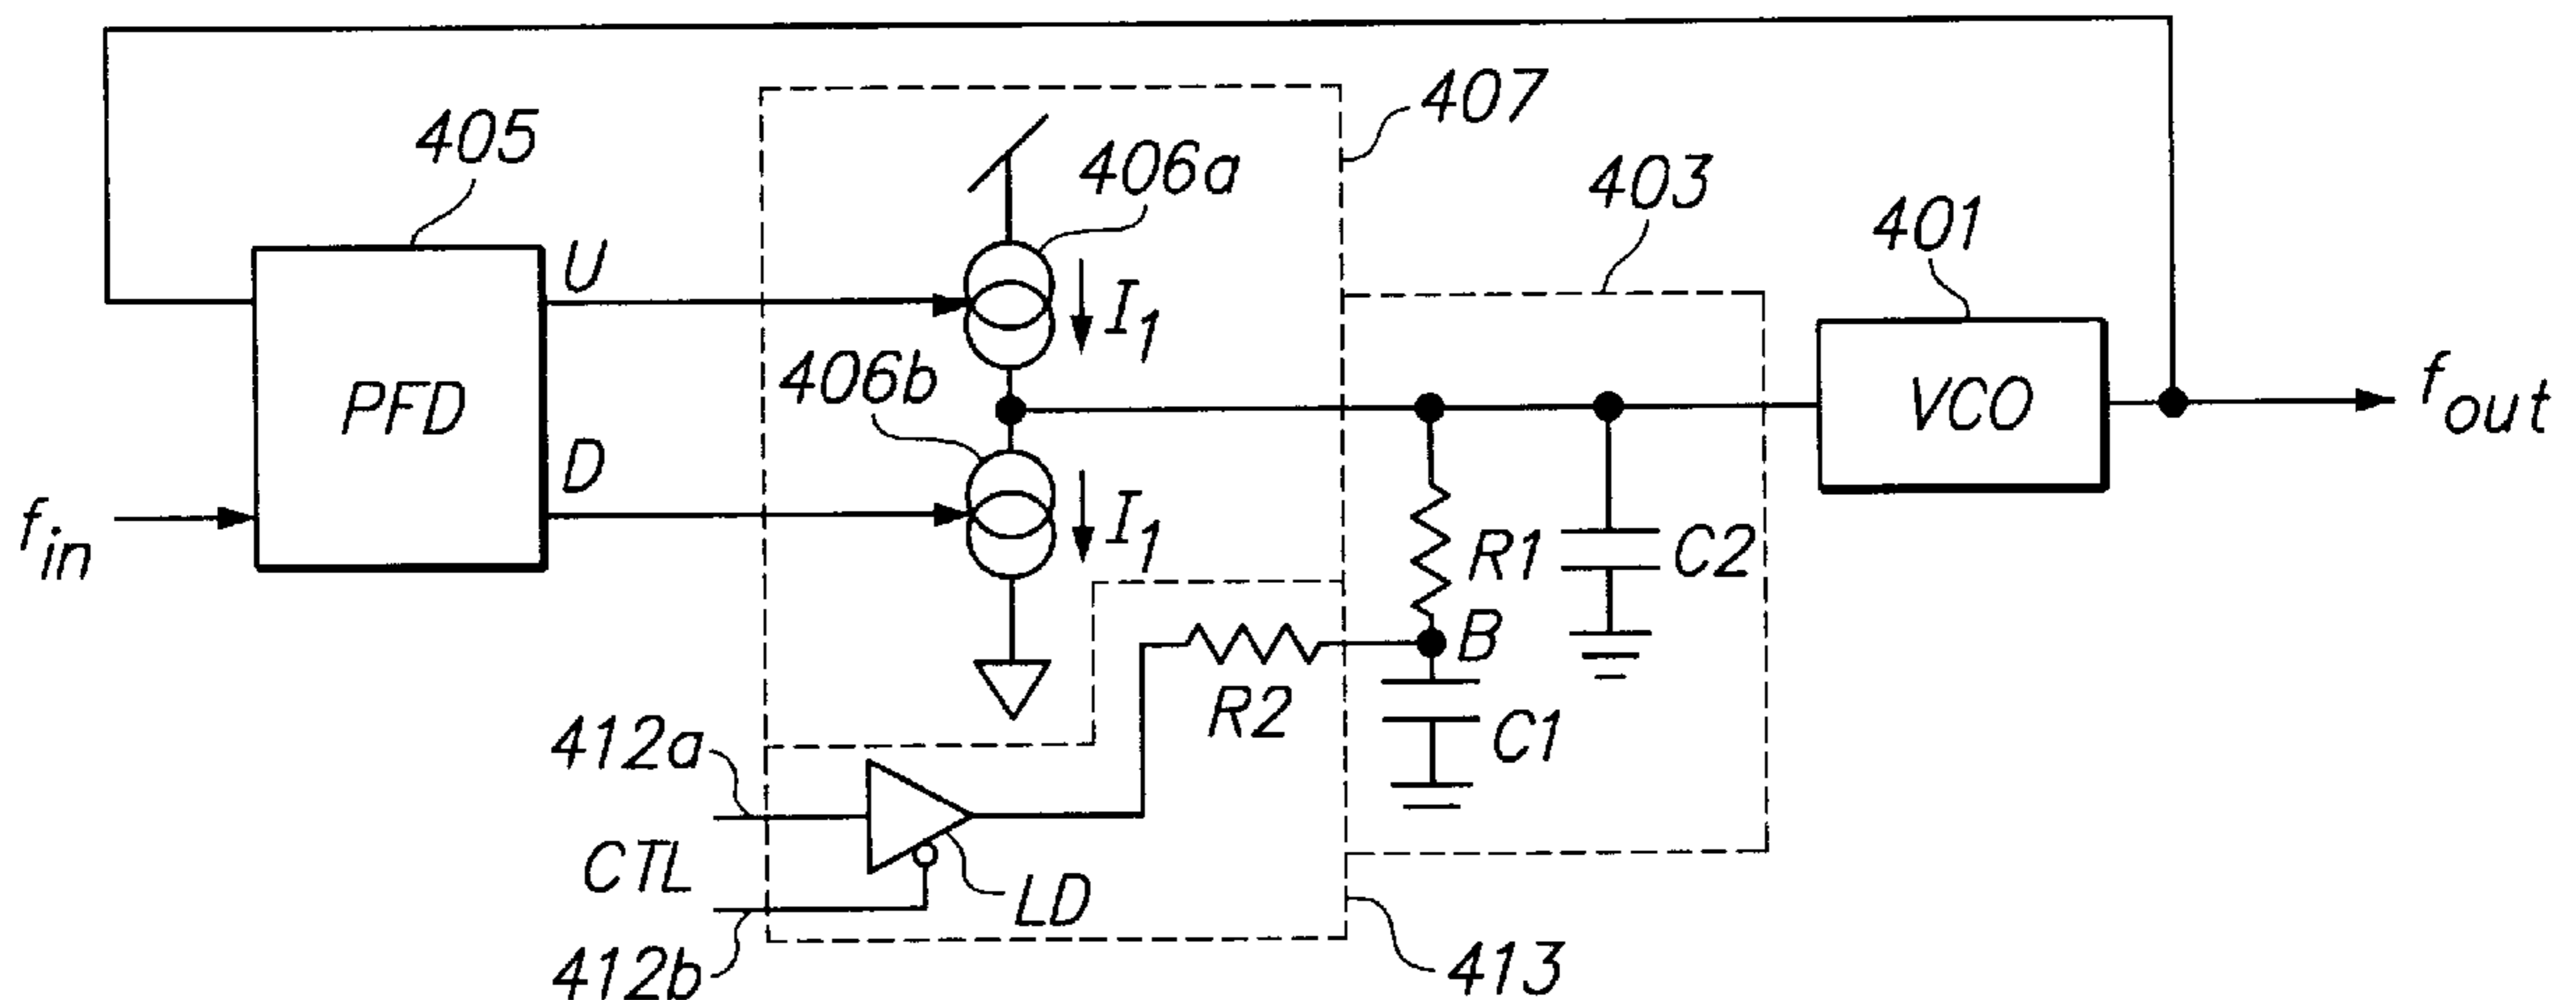 407
405
406a
403
401
U
I1
406b
PFD
VCO
fout
D
fin
I1
R1
C2
B
R2
412a
C1
CTL
LD
412b
413